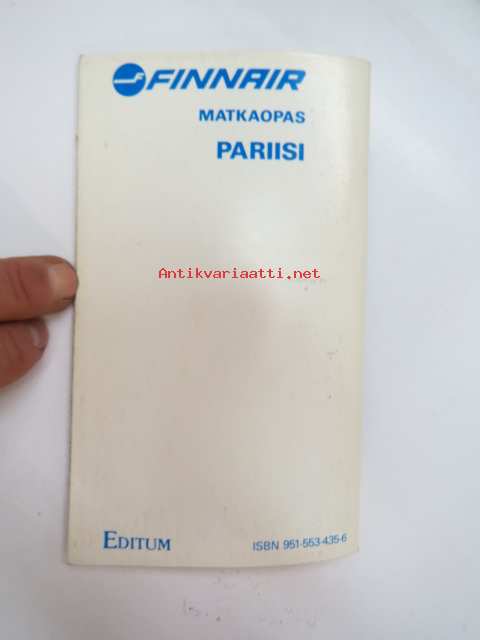 FINNAIR
MATKAOPAS
PARIISI
Antikvariaatti.net
EDITUM
ISBN 951-553-435-6